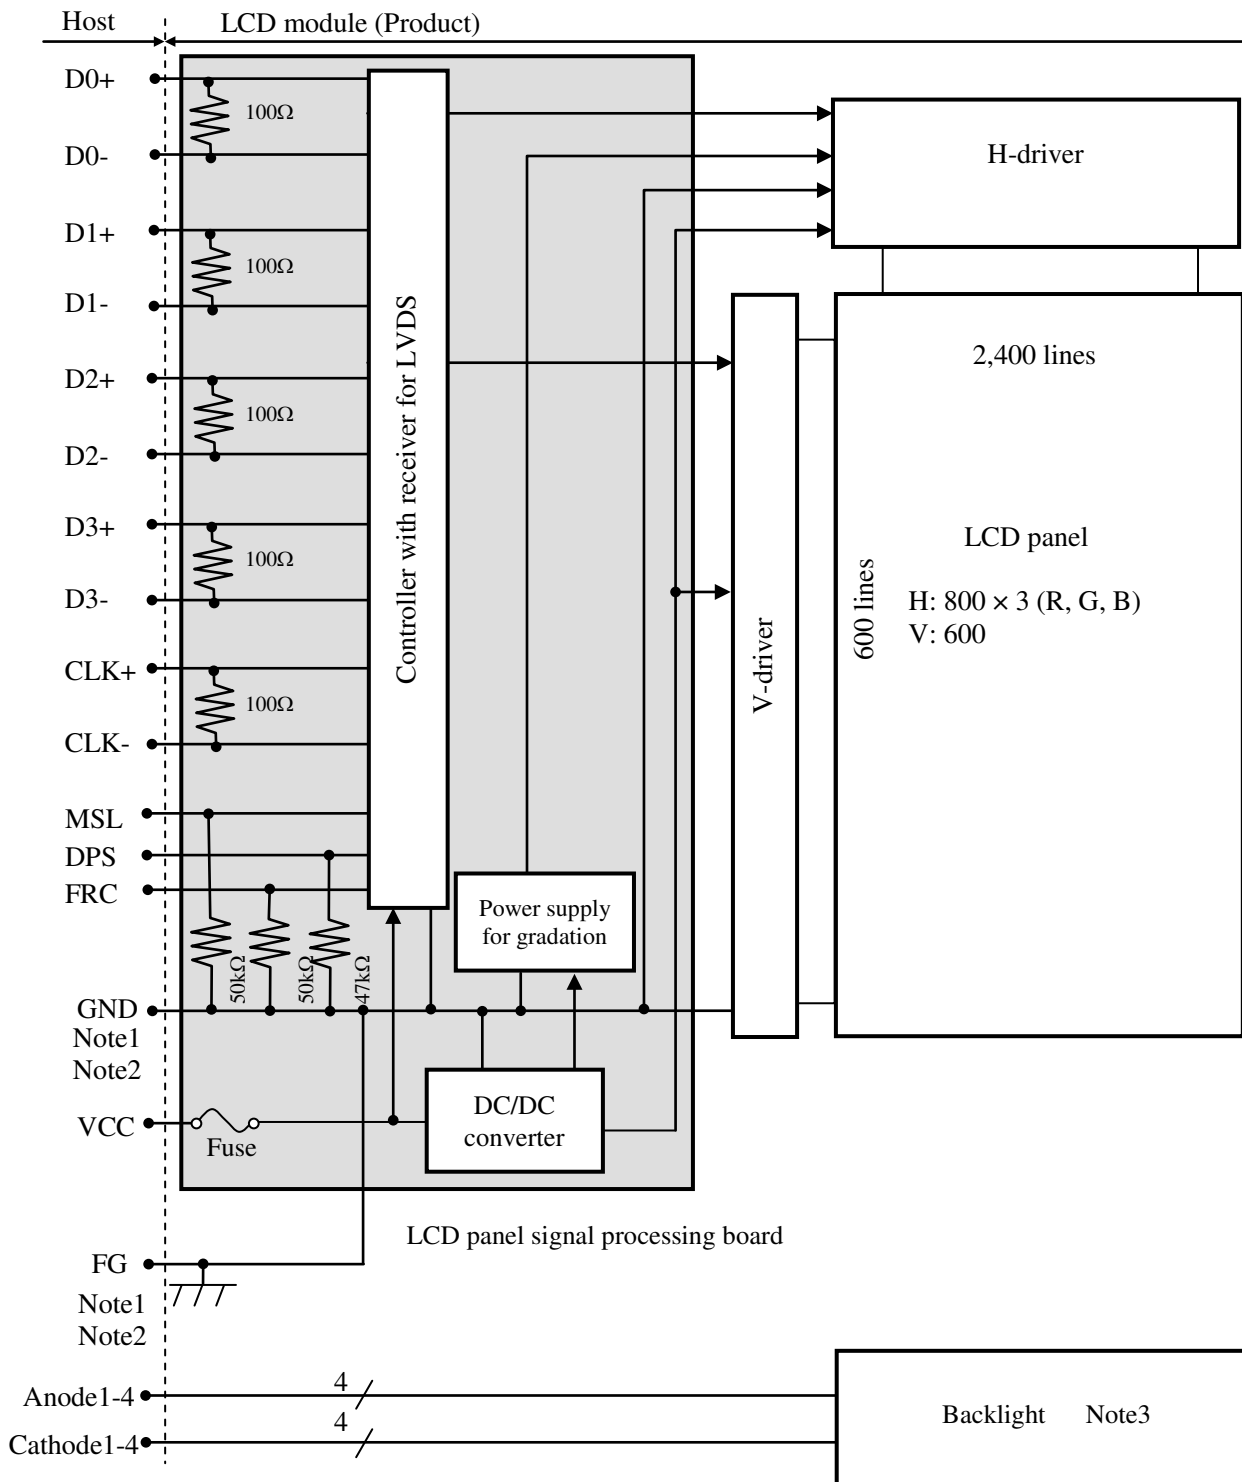 Host
LCD module (Product)
D0+
100Ω
D0-
H-driver
D1+
100Ω
D1-
D2+
100Ω
D2-
D3+
100Ω
D3-
CLK+
100Ω
CLK-
Controller with receiver for LVDS
V-driver
2,400 lines
600 lines
LCD panel
H: 800 × 3 (R, G, B)
V: 600
MSL
DPS
FRC
50kΩ
50kΩ
47kΩ
Power supply
for gradation
GND
Note1
Note2
VCC
Fuse
DC/DC
converter
LCD panel signal processing board
FG
Note1
Note2
Anode1-4
4
Cathode1-4
4
Backlight Note3